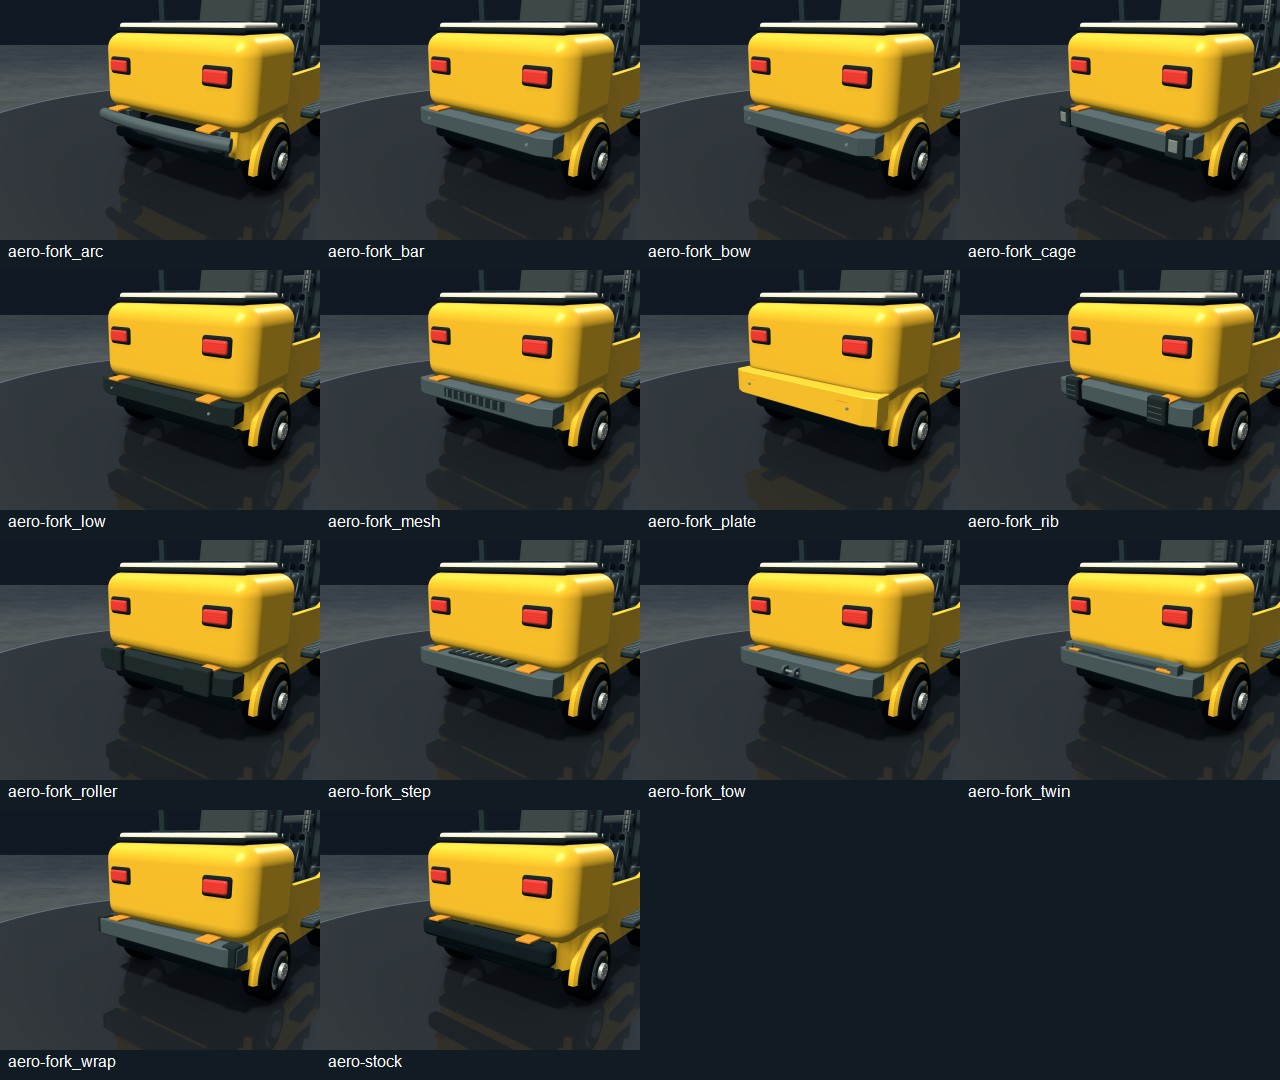 aero-fork_arc
aero-fork_bar
aero-fork_bow
aero-fork_cage
aero-fork_low
aero-fork_mesh
aero-fork_plate
aero-fork_rib
aero-fork_roller
aero-fork_step
aero-fork_tow
aero-fork_twin
aero-fork_wrap
aero-stock